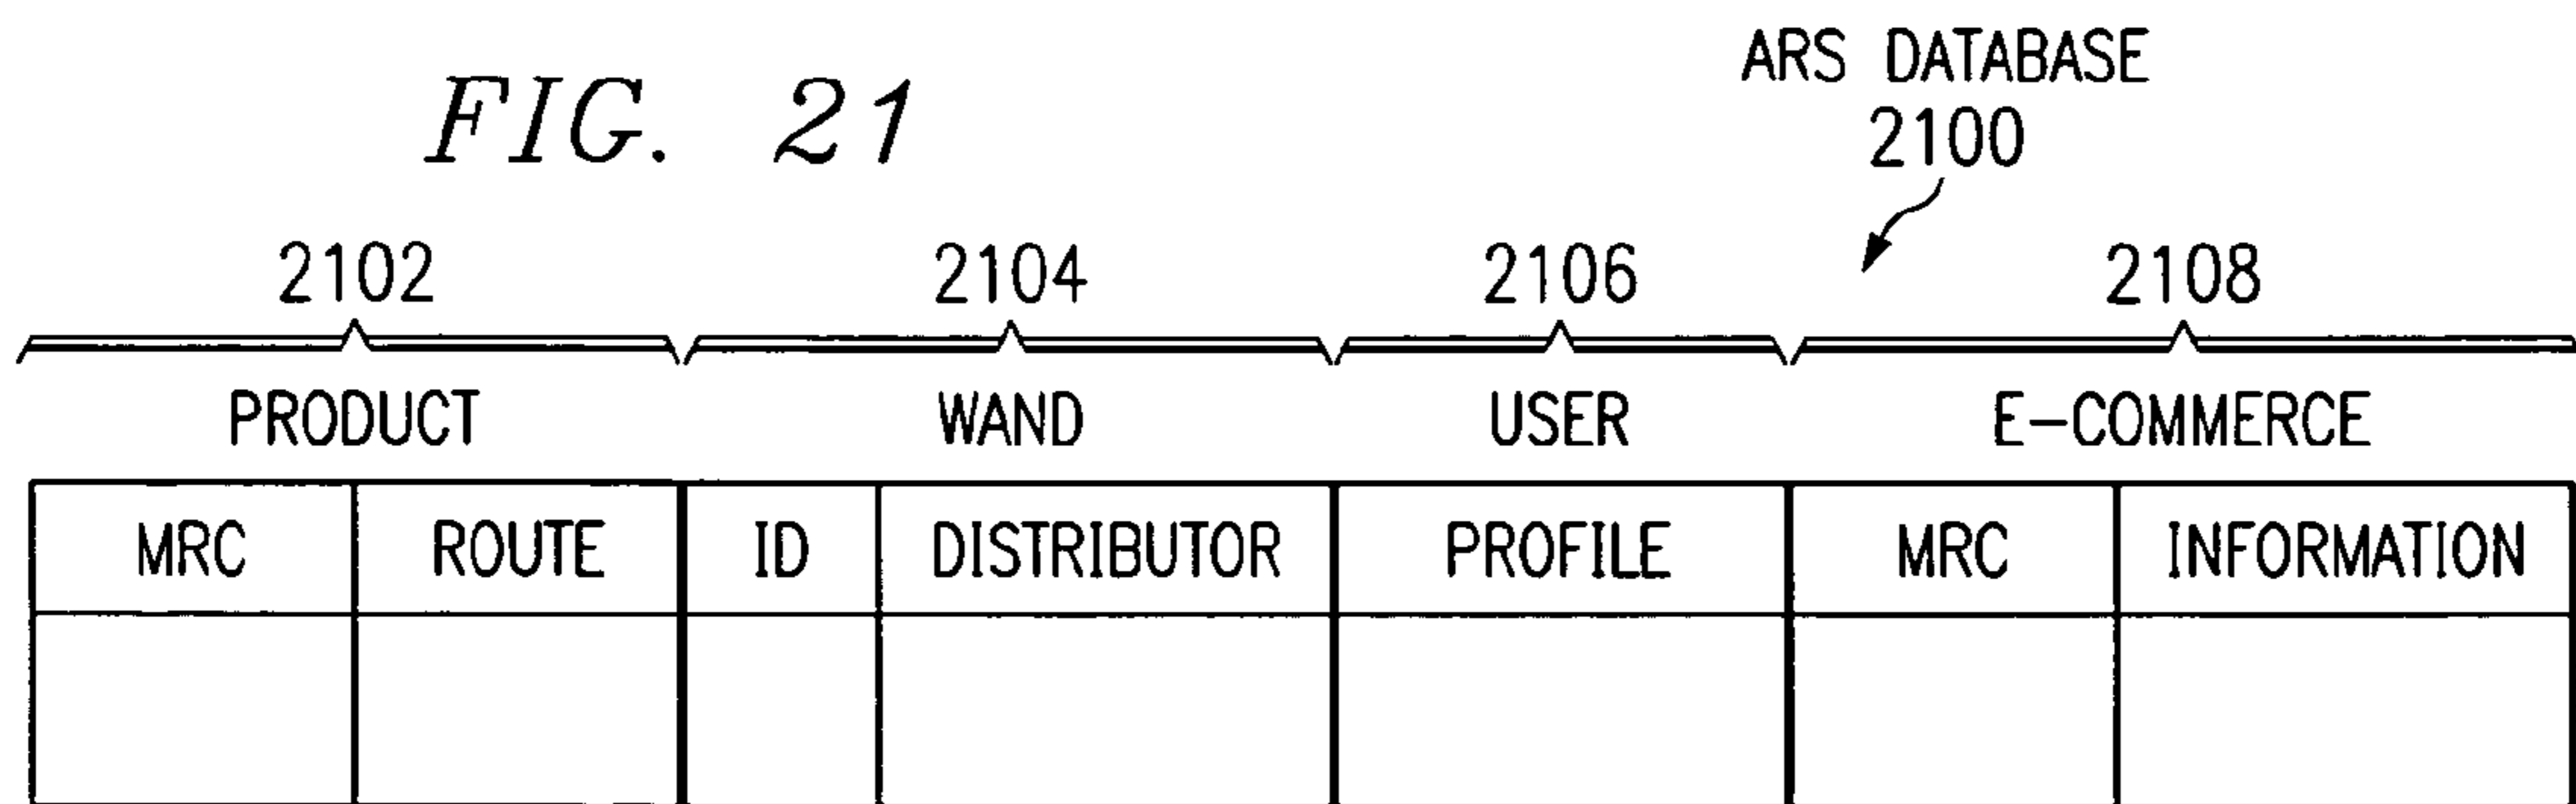 FIG. 21
ARS DATABASE
2100
2102 2104 2106 2108
PRODUCT WAND USER E-COMMERCE
MRC ROUTE ID DISTRIBUTOR PROFILE MRC INFORMATION